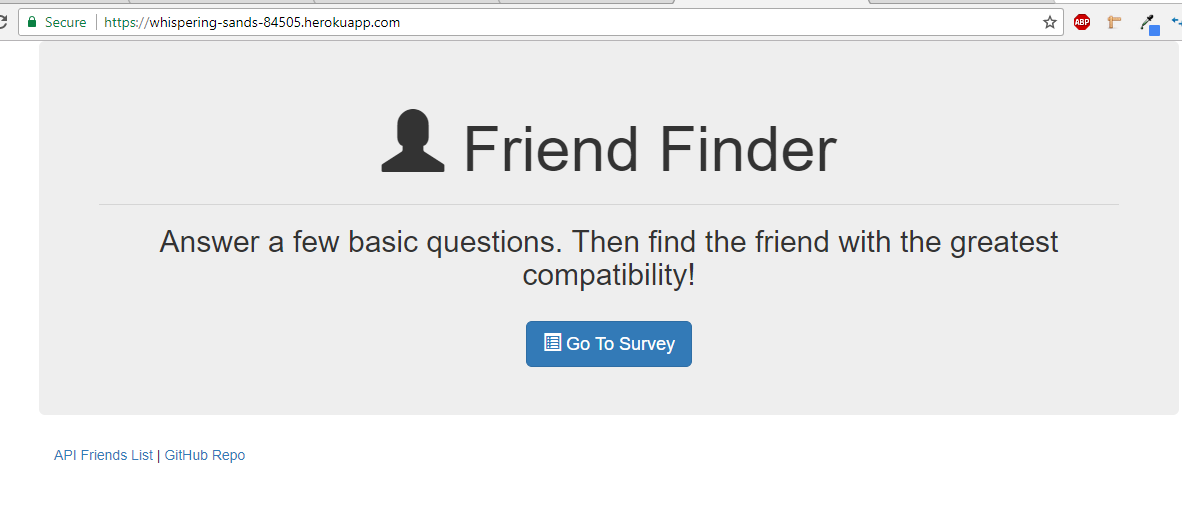 Secure https://whispering-sands-84505.herokuapp.com
ABP
Friend Finder
Answer a few basic questions. Then find the friend with the greatest
compatibility!
Go To Survey
API Friends List | GitHub Repo